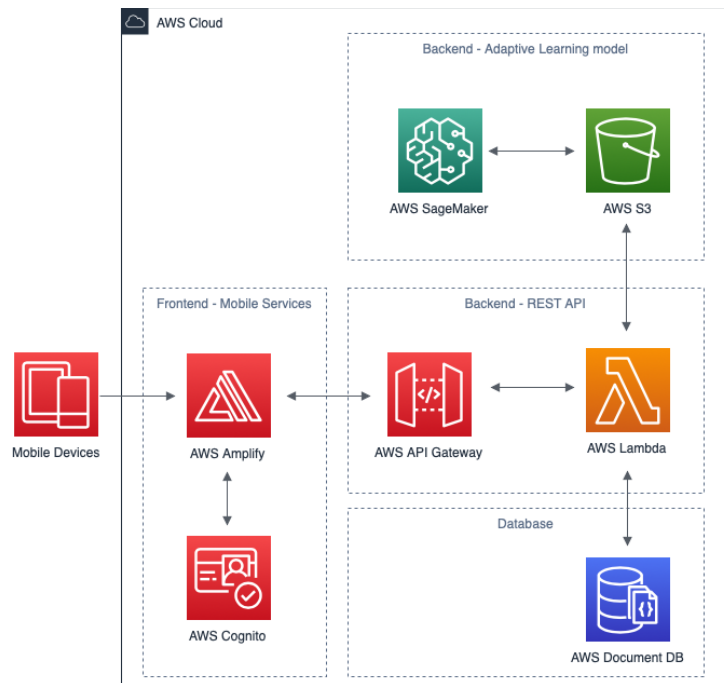 AWS Cloud
Backend - Adaptive Learning model
AWS SageMaker
AWS S3
Frontend - Mobile Services
Backend - REST API
Mobile Devices
AWS Amplify
</>
AWS API Gateway
AWS Lambda
Database
AWS Cognito
{}
AWS Document DB